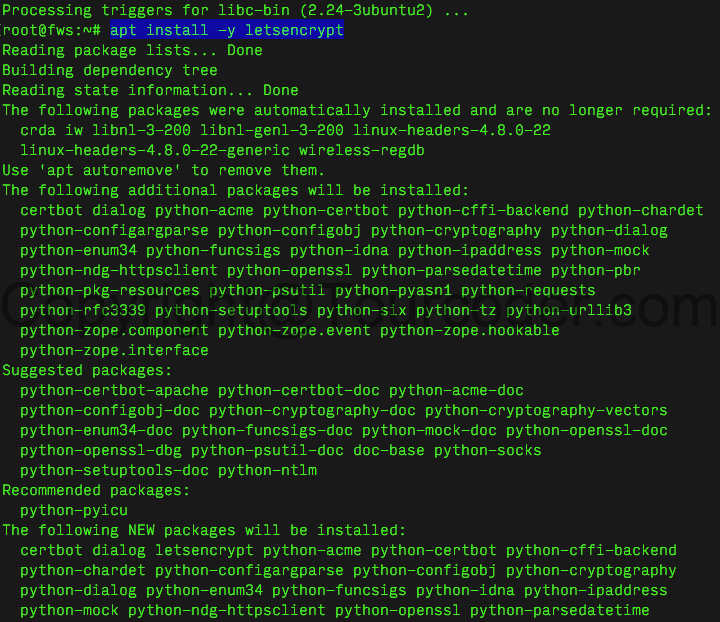 Processing triggers for libc-bin (2.24-3ubuntu2) ...
[root@fws:~# apt install -y letsencrypt
Reading package lists... Done
Building dependency tree
Reading state information... Done
The following packages were automatically installed and are no longer required:
  crda iw libnl-3-200 libnl-genl-3-200 linux-headers-4.8.0-22
  linux-headers-4.8.0-22-generic wireless-regdb
Use 'apt autoremove' to remove them.
The following additional packages will be installed:
  certbot dialog python-acme python-certbot python-cffi-backend python-chardet
  python-configargparse python-configobj python-cryptography python-dialog
  python-enum34 python-funcsigs python-idna python-ipaddress python-mock
  python-ndg-httpsclient python-openssl python-parsedatetime python-pbr
  python-pkg-resources python-psutil python-pyasn1 python-requests
  python-rfc3339 python-setuptools python-six python-tz python-urllib3
  python-zope.component python-zope.event python-zope.hookable
  python-zope.interface
Suggested packages:
  python-certbot-apache python-certbot-doc python-acme-doc
  python-configobj-doc python-cryptography-doc python-cryptography-vectors
  python-enum34-doc python-funcsigs-doc python-mock-doc python-openssl-doc
  python-openssl-dbg python-psutil-doc doc-base python-socks
  python-setuptools-doc python-ntlm
Recommended packages:
  python-pyicu
The following NEW packages will be installed:
  certbot dialog letsencrypt python-acme python-certbot python-cffi-backend
  python-chardet python-configargparse python-configobj python-cryptography
  python-dialog python-enum34 python-funcsigs python-idna python-ipaddress
  python-mock python-ndg-httpsclient python-openssl python-parsedatetime